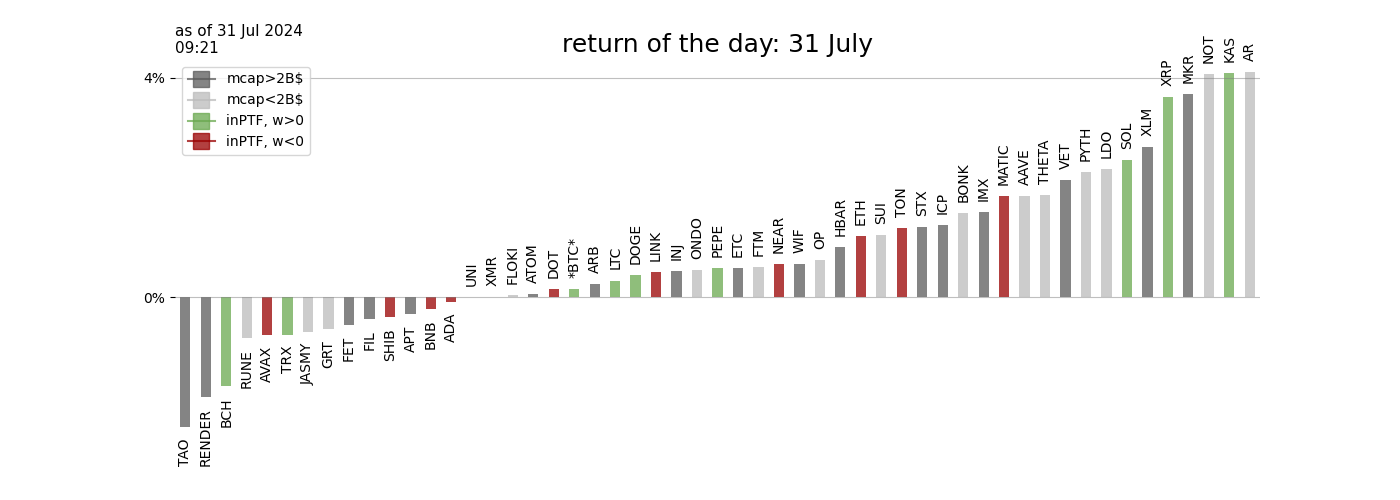 as of 31 Jul 2024
09:21
return of the day: 31 July
4%
0%
mcap>2B$
mcap<2B$
inPTF, w>0
inPTF, w<0
TAO
RENDER
BCH
RUNE
AVAX
TRX
JASMY
GRT
FET
FIL
SHIB
APT
BNB
ADA
UNI
XMR
FLOKI
ATOM
DOT
*BTC*
ARB
LTC
DOGE
LINK
INJ
ONDO
PEPE
ETC
FTM
NEAR
WIF
OP
HBAR
ETH
SUI
TON
STX
ICP
BONK
IMX
MATIC
AAVE
THETA
VET
PYTH
LDO
SOL
XLM
XRP
MKR
NOT
KAS
AR